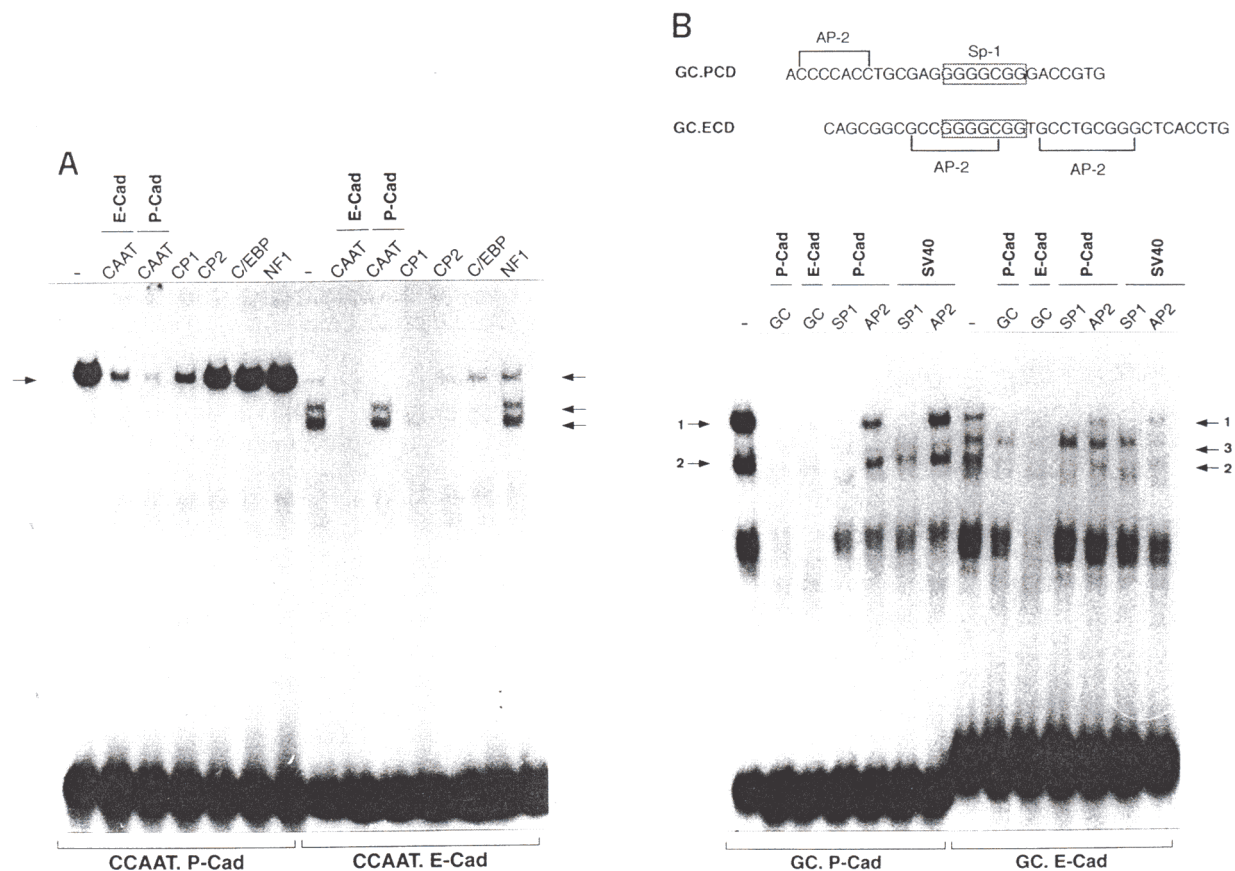 A
E-Cad P-Cad E-Cad P-Cad
- CAAT CAAT CP1 CP2 C/EBP NF1 - CAAT CAAT CP1 CP2 C/EBP NF1
CCAAT. P-Cad CCAAT. E-Cad
B
AP-2 Sp-1
GC.PCD ACCCCACCTGCGAGGGGGCGGGACCGTG
GC.ECD CAGCGGCGCCGGGGCGGTGCCTGCGGGCTCACCTG
AP-2 AP-2
P-Cad E-Cad P-Cad SV40 P-Cad E-Cad P-Cad SV40
- GC GC SP1 AP2 SP1 AP2 - GC GC SP1 AP2 SP1 AP2
1 1
3
2 2
GC. P-Cad GC. E-Cad